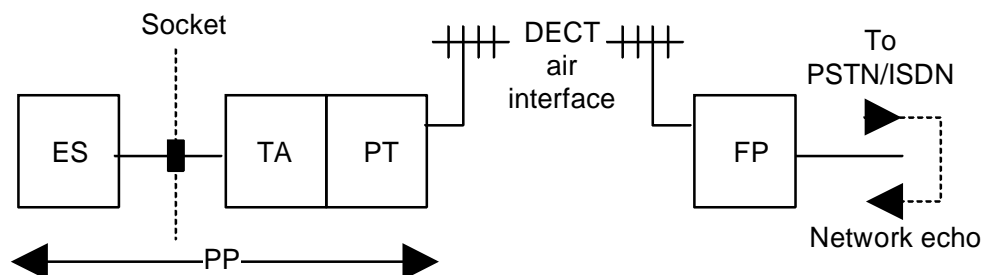 Socket
DECT
air
interface
To
PSTN/ISDN
ES
TA
PT
FP
PP
Network echo